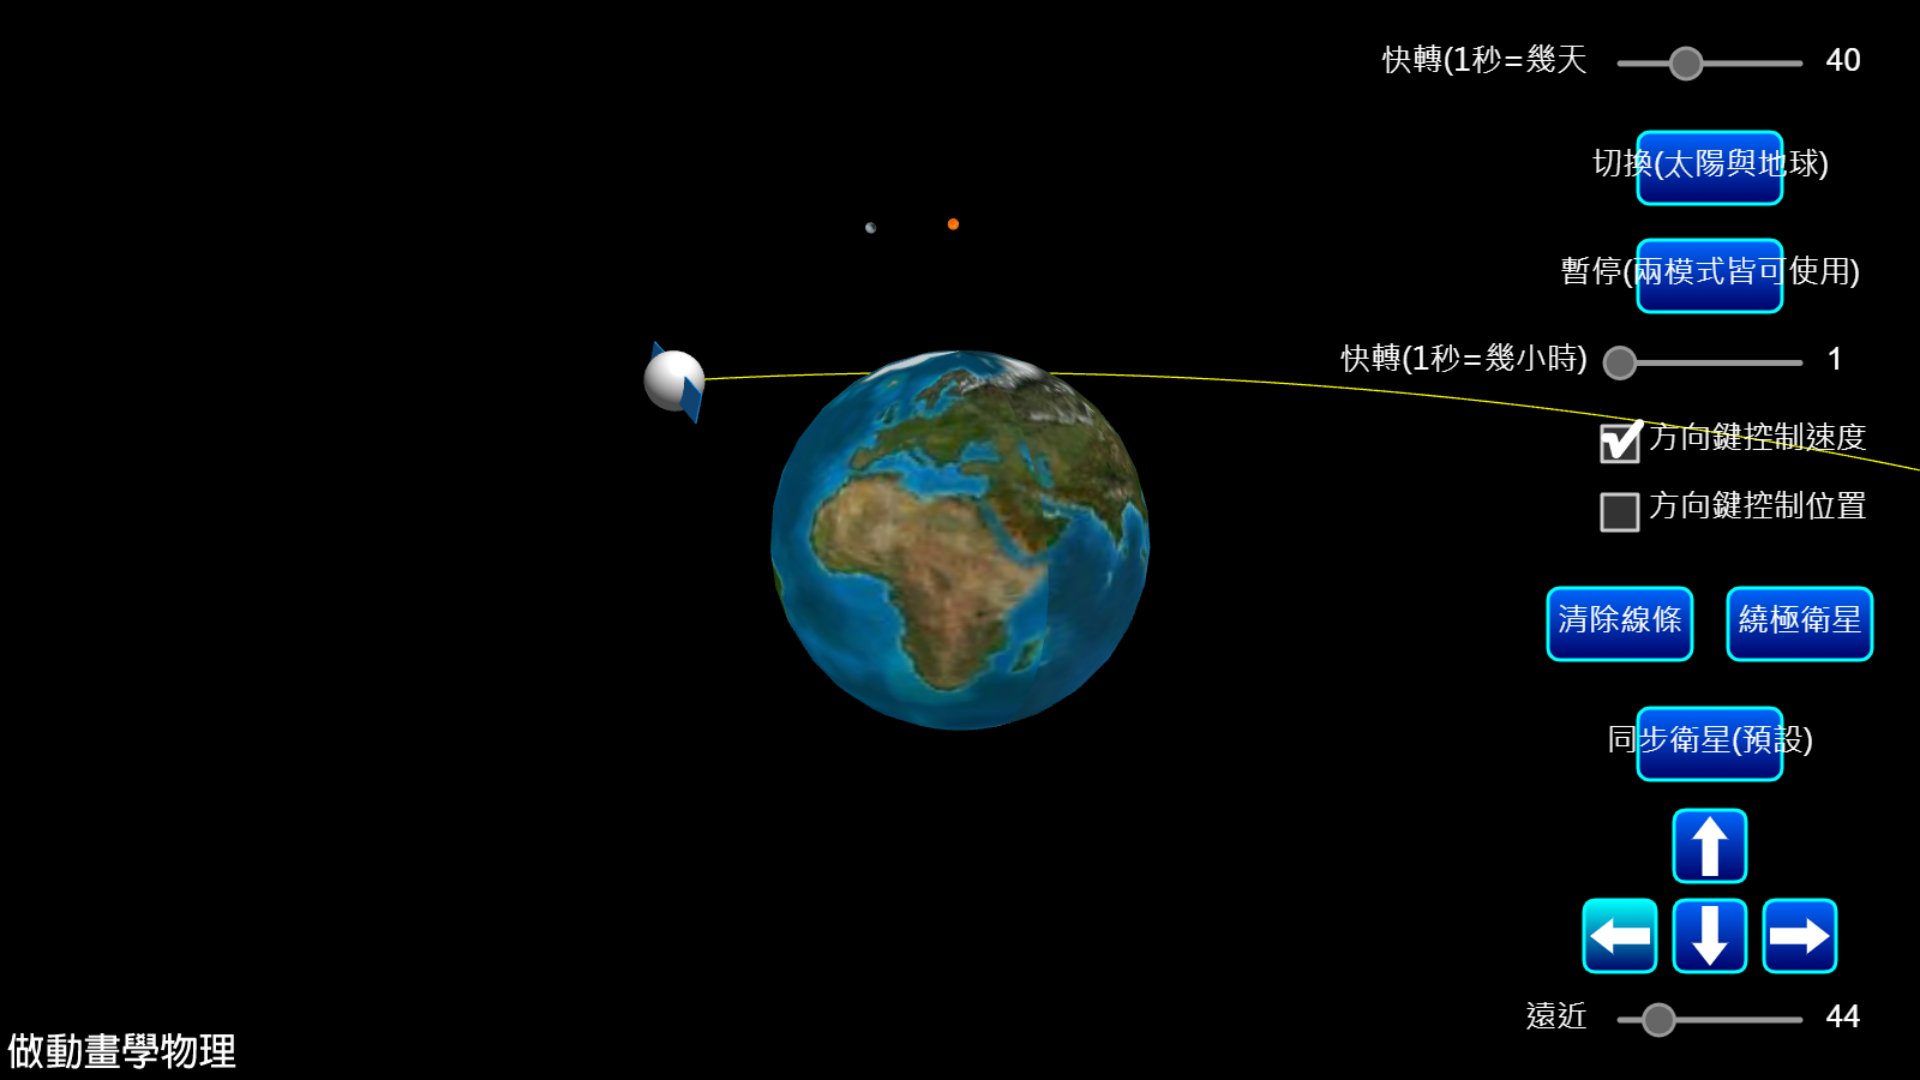 快轉(1秒=幾天 40
切換(太陽與地球)
暫停(兩模式皆可使用)
快轉(1秒=幾小時) 1
方向鍵控制速度
方向鍵控制位置
清除線條 繞極衛星
同步衛星(預設)
遠近 44
做動畫學物理